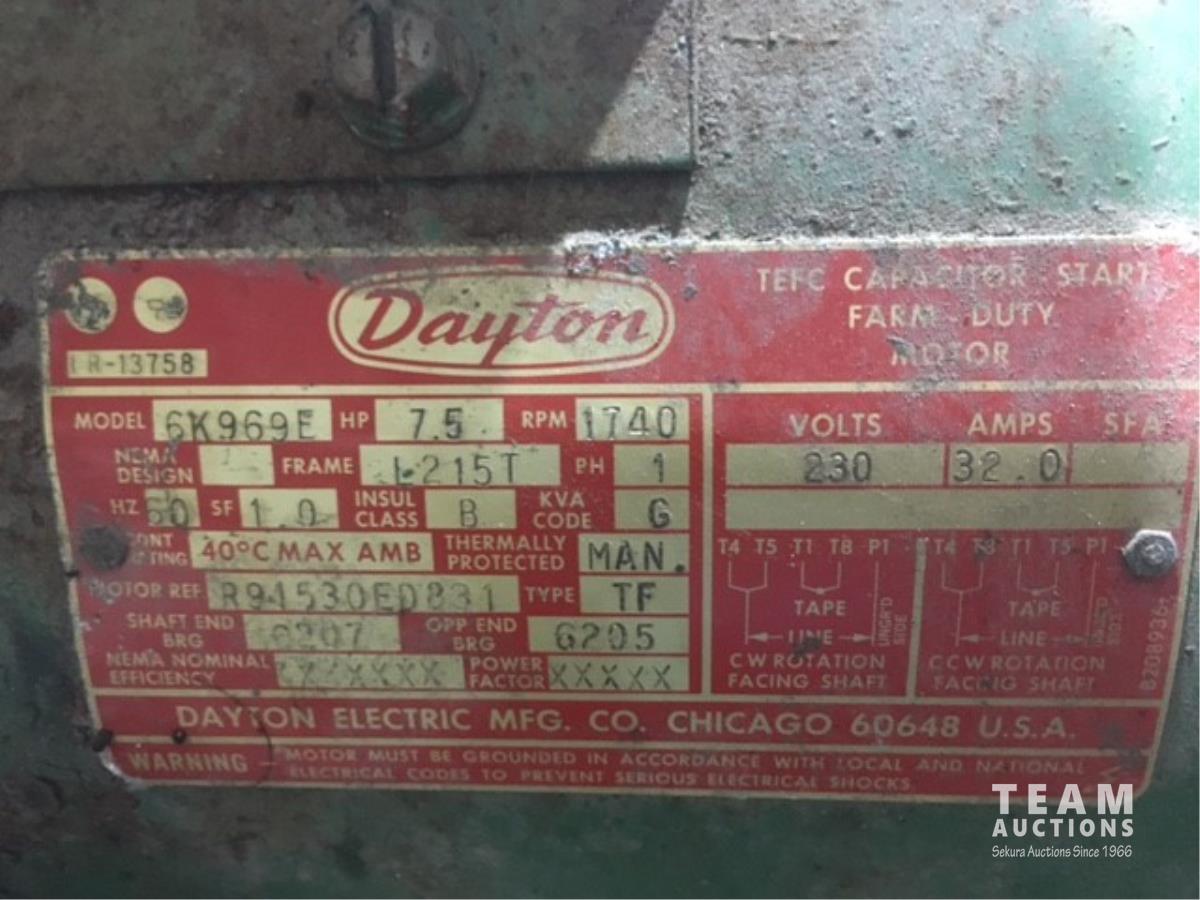 Dayton
TEFC CAPACITOR START
FARM-DUTY
MOTOR
LR-13758
MODEL 6K969E HP 7.5 RPM 1740
NEMA DESIGN L FRAME L215T PH 1
HZ 60 SF 1.0 INSUL CLASS B KVA CODE G
40°C MAX AMB THERMALLY PROTECTED MAN.
MOTOR REF. TYPE TF
SHAFT END BRG 6207 OPP END BRG 6205
NEMA NOMINAL EFFICIENCY XXXXXX POWER FACTOR XXXXX
VOLTS AMPS SFA
230 32.0
T4 T5 T1 T8 P1
TAPE
LINE
UNGR'D SIDE
CW ROTATION
FACING SHAFT
T4 T8 T1 T5 P1
TAPE
LINE
CCW ROTATION
FACING SHAFT
DAYTON ELECTRIC MFG. CO. CHICAGO 60648 U.S.A.
WARNING
MOTOR MUST BE GROUNDED IN ACCORDANCE WITH LOCAL AND NATIONAL
ELECTRICAL CODES TO PREVENT SERIOUS ELECTRICAL SHOCKS.
TEAM
AUCTIONS
Sekura Auctions Since 1966